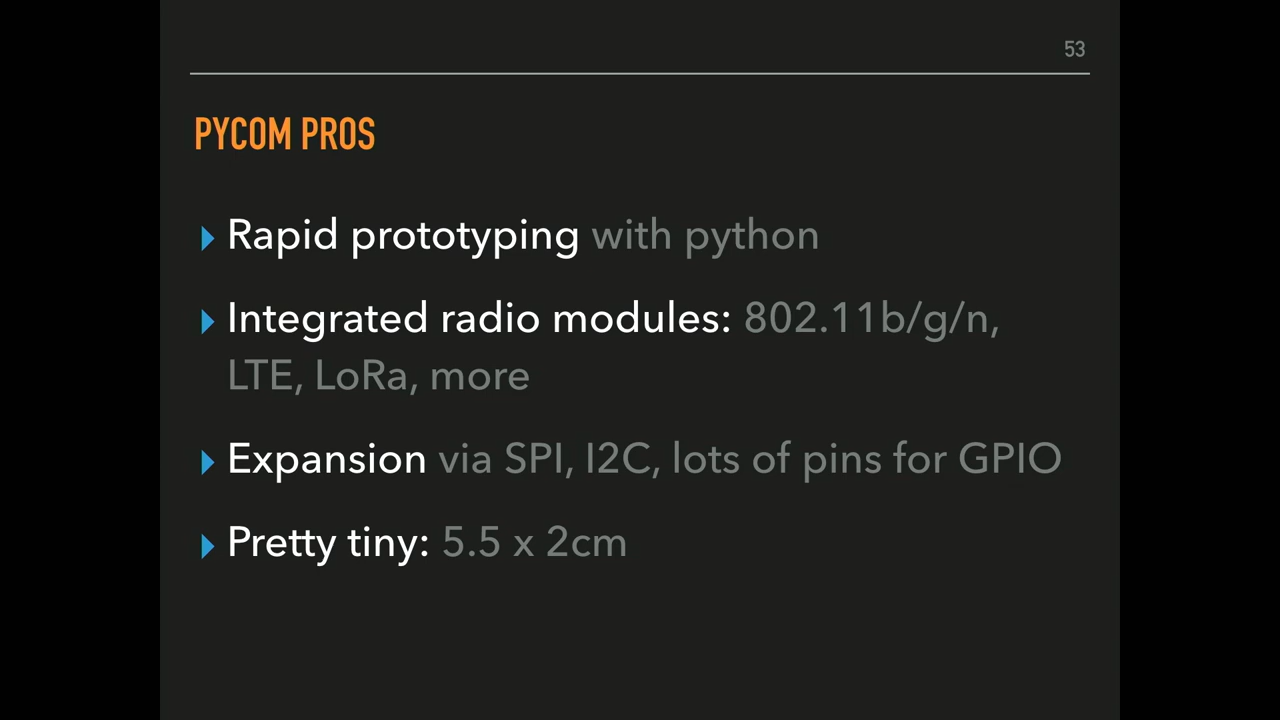 53
PYCOM PROS
▸ Rapid prototyping with python
▸ Integrated radio modules: 802.11b/g/n,
LTE, LoRa, more
▸ Expansion via SPI, I2C, lots of pins for GPIO
▸ Pretty tiny: 5.5 x 2cm